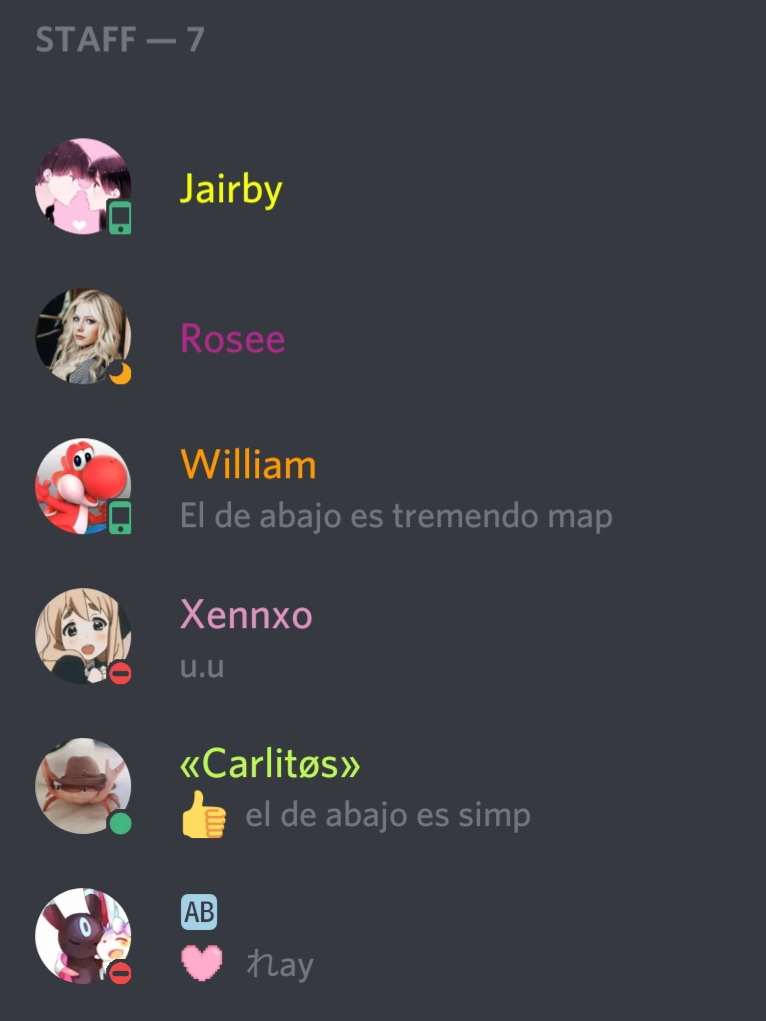 STAFF — 7
Jairby
Rosee
William
El de abajo es tremendo map
Xennxo
u.u
«Carlitøs»
👍 el de abajo es simp
🆎
🩷 れay